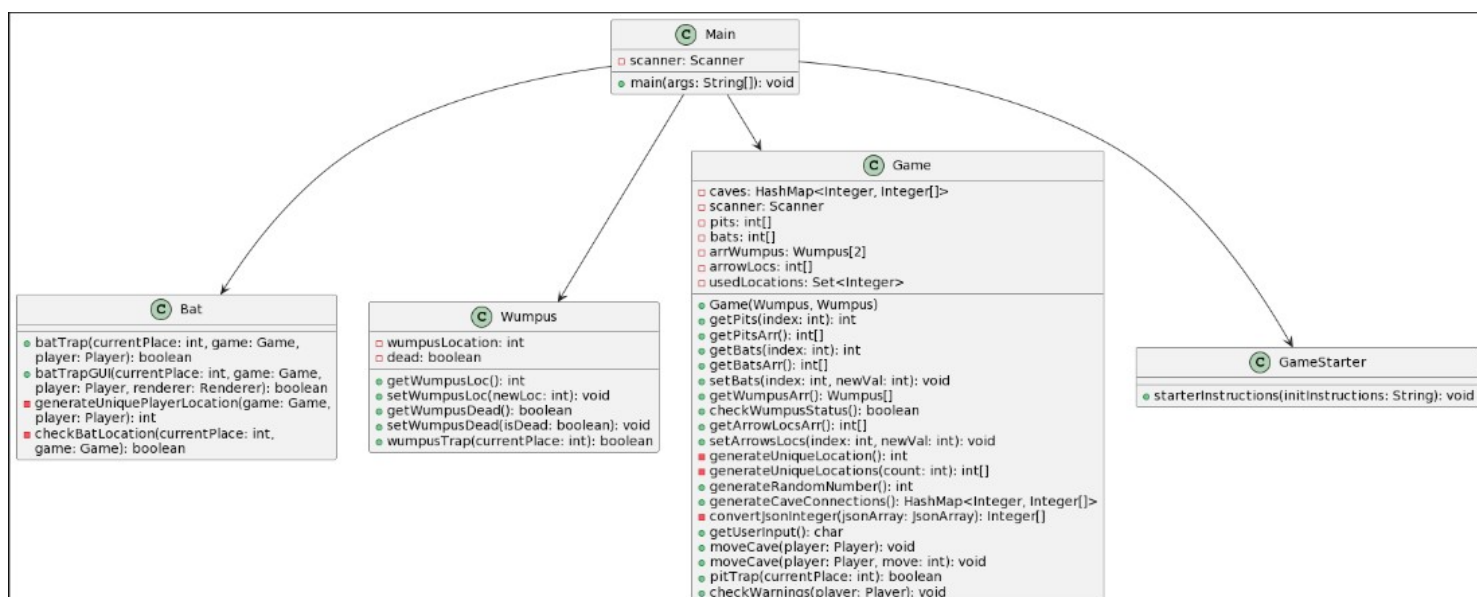 C Main
scanner: Scanner
main(args: String[]): void
C Bat
batTrap(currentPlace: int, game: Game,
player: Player): boolean
batTrapGUI(currentPlace: int, game: Game,
player: Player, renderer: Renderer): boolean
generateUniquePlayerLocation(game: Game,
player: Player): int
checkBatLocation(currentPlace: int,
game: Game): boolean
C Wumpus
wumpusLocation: int
dead: boolean
getWumpusLoc(): int
setWumpusLoc(newLoc: int): void
getWumpusDead(): boolean
setWumpusDead(isDead: boolean): void
wumpusTrap(currentPlace: int): boolean
C Game
caves: HashMap<Integer, Integer[]>
scanner: Scanner
pits: int[]
bats: int[]
arrWumpus: Wumpus[2]
arrowLocs: int[]
usedLocations: Set<Integer>
Game(Wumpus, Wumpus)
getPits(index: int): int
getPitsArr(): int[]
getBats(index: int): int
getBatsArr(): int[]
setBats(index: int, newVal: int): void
getWumpusArr(): Wumpus[]
checkWumpusStatus(): boolean
getArrowLocsArr(): int[]
setArrowsLocs(index: int, newVal: int): void
generateUniqueLocation(): int
generateUniqueLocations(count: int): int[]
generateRandomNumber(): int
generateCaveConnections(): HashMap<Integer, Integer[]>
convertJsonInteger(jsonArray: JsonArray): Integer[]
getUserInput(): char
moveCave(player: Player): void
moveCave(player: Player, move: int): void
pitTrap(currentPlace: int): boolean
checkWarnings(player: Player): void
C GameStarter
starterInstructions(initInstructions: String): void